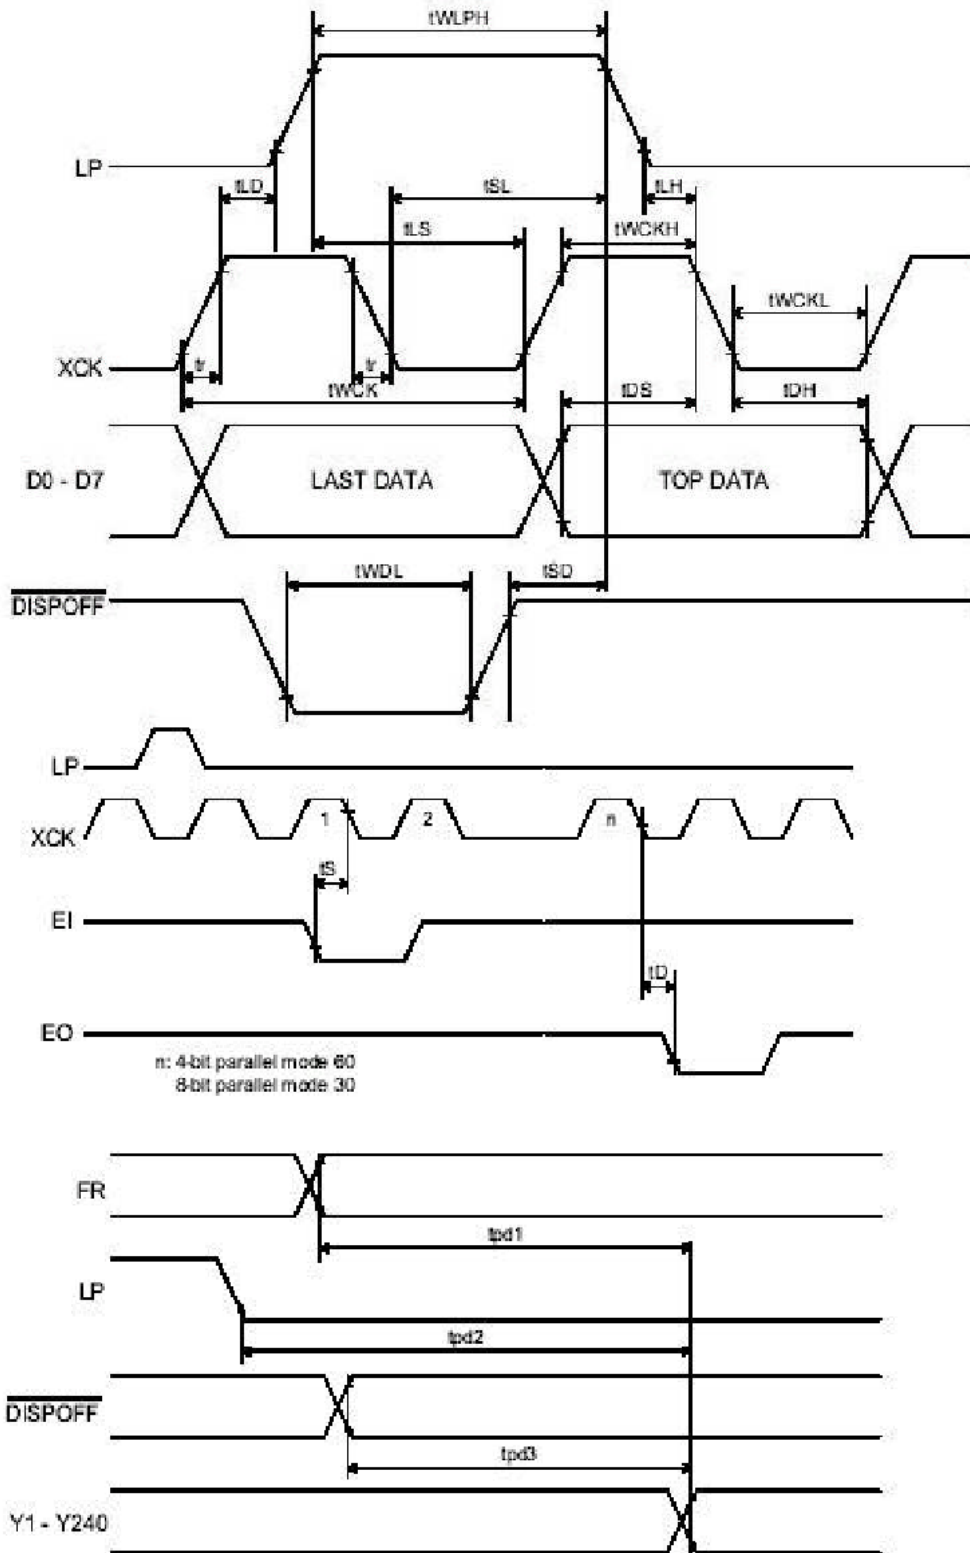 tWLPH
LP
tLD
tSL
tLH
tLS
tWCKH
tWCKL
XCK
tr
tr
tWCK
tDS
tDH
D0 - D7
LAST DATA
TOP DATA
tWDL
tSD
DISPOFF
LP
XCK
1
2
n
tS
EI
tD
EO
n: 4-bit parallel mode 60
8-bit parallel mode 30
FR
tpd1
LP
tpd2
DISPOFF
tpd3
Y1 - Y240